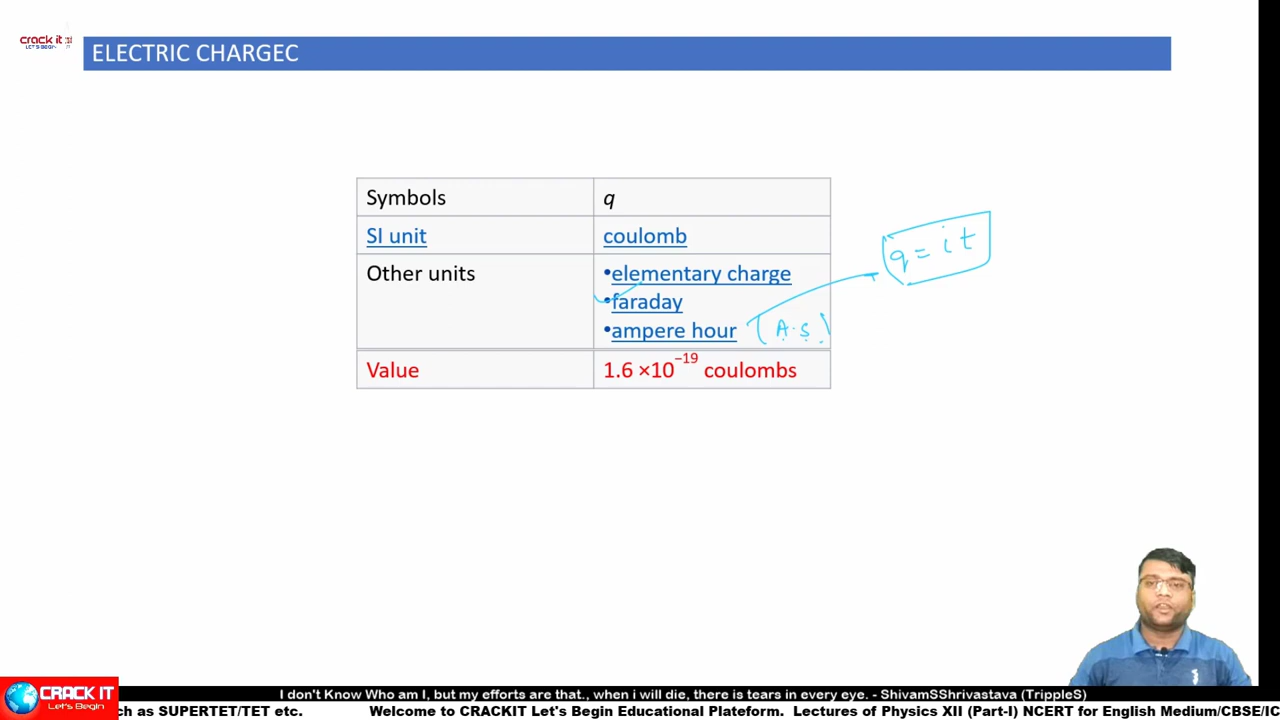 crack it
LET'S BEGIN
ELECTRIC CHARGEC
Symbols q
SI unit coulomb
Other units •elementary charge
•faraday
•ampere hour (A.S)
q = it
Value 1.6 ×10⁻¹⁹ coulombs
CRACK IT
Let's Begin
I don't Know Who am I, but my efforts are that., when i will die, there is tears in every eye. - ShivamSShrivastava (TrippleS)
ch as SUPERTET/TET etc. Welcome to CRACKIT Let's Begin Educational Plateform. Lectures of Physics XII (Part-I) NCERT for English Medium/CBSE/IC